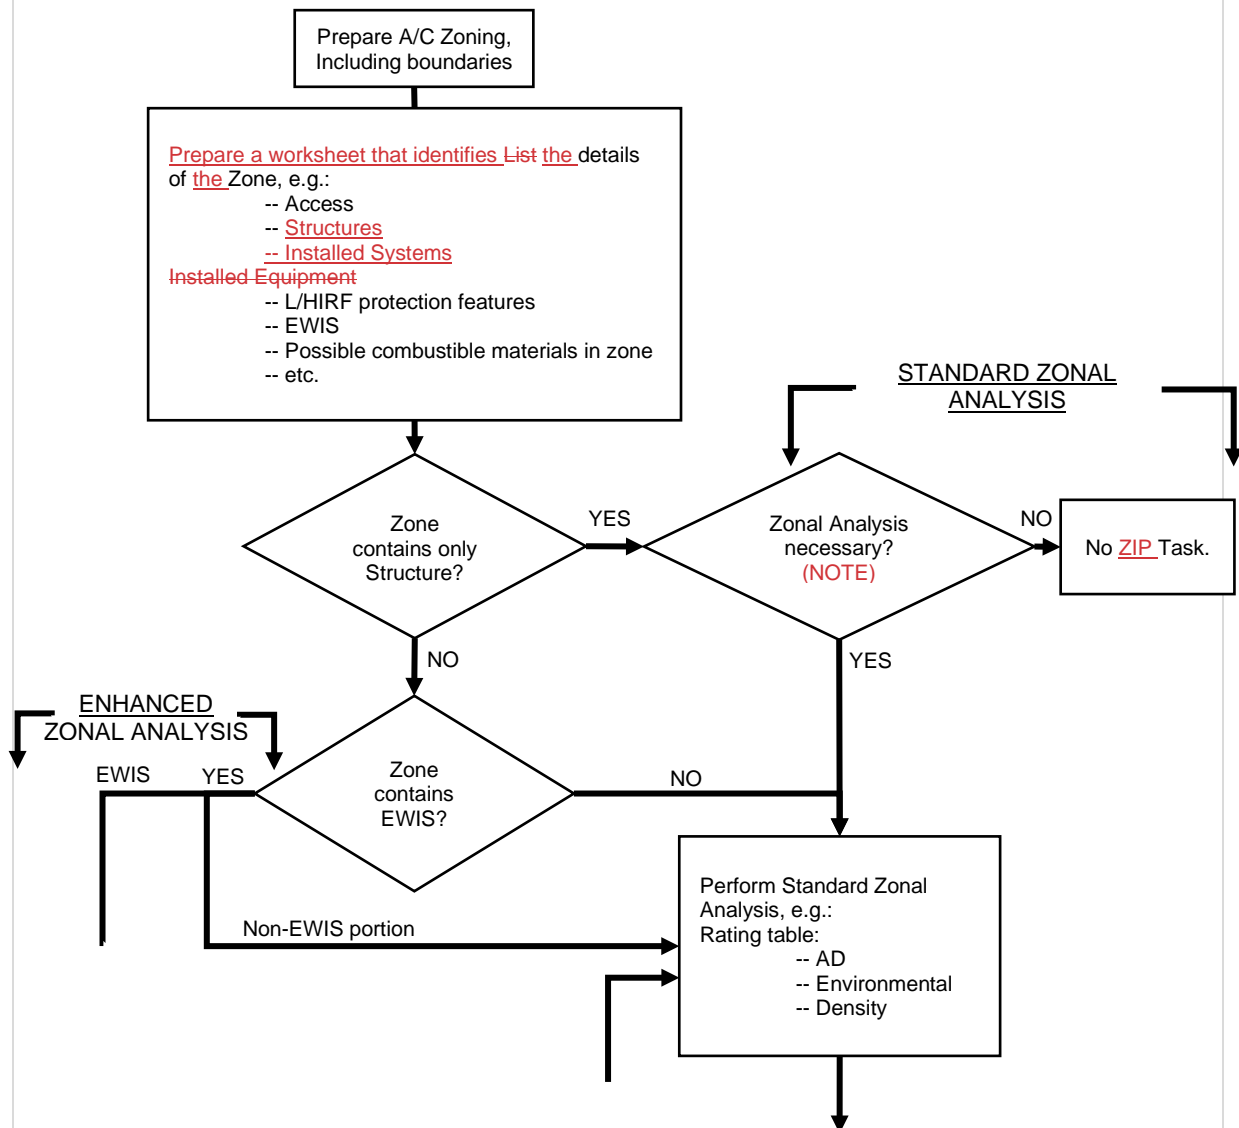 Prepare A/C Zoning,
Including boundaries
Prepare a worksheet that identifies List the details
of the Zone, e.g.:
-- Access
-- Structures
-- Installed Systems
Installed Equipment
-- L/HIRF protection features
-- EWIS
-- Possible combustible materials in zone
-- etc.
STANDARD ZONAL
ANALYSIS
Zone
contains only
Structure?
YES
Zonal Analysis
necessary?
(NOTE)
NO
No ZIP Task.
NO
YES
ENHANCED
ZONAL ANALYSIS
EWIS
YES
Zone
contains
EWIS?
NO
Non-EWIS portion
Perform Standard Zonal
Analysis, e.g.:
Rating table:
-- AD
-- Environmental
-- Density